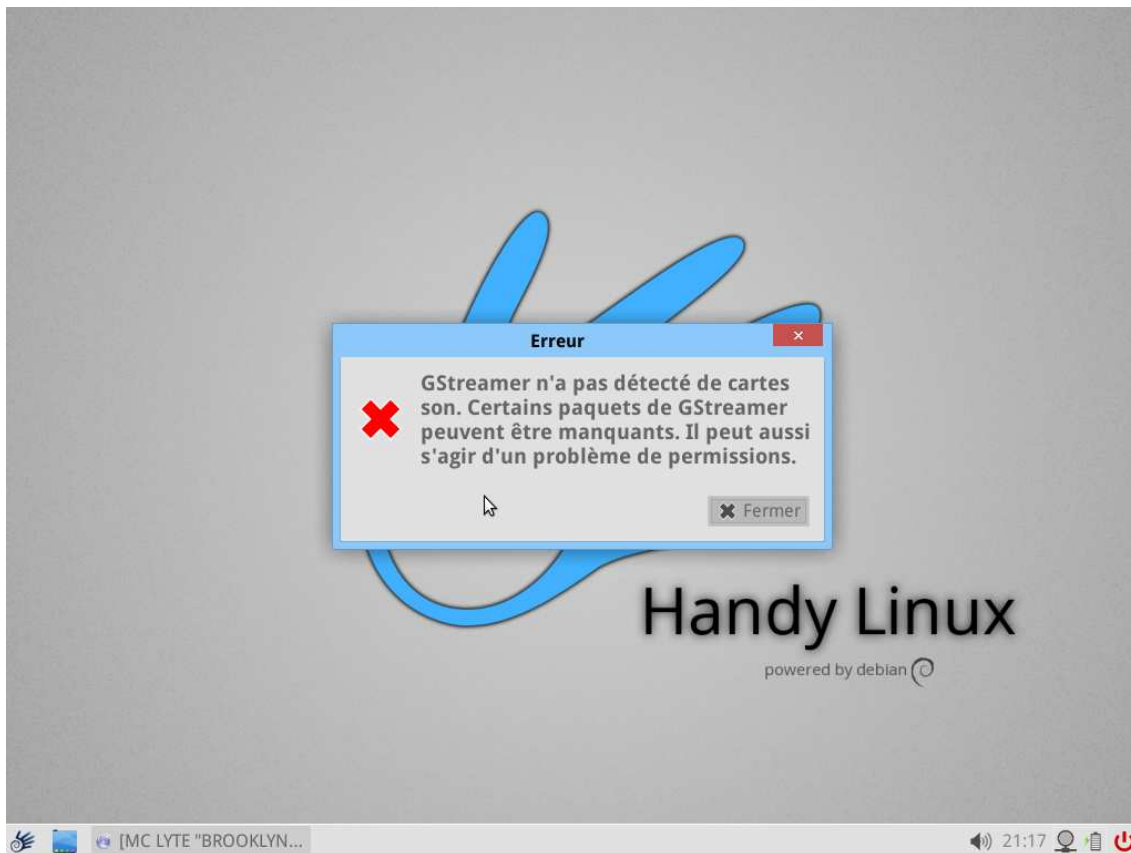 Erreur
GStreamer n'a pas détecté de cartes
son. Certains paquets de GStreamer
peuvent être manquants. Il peut aussi
s'agir d'un problème de permissions.
Fermer
Handy Linux
powered by debian
[MC LYTE "BROOKLYN...
21:17